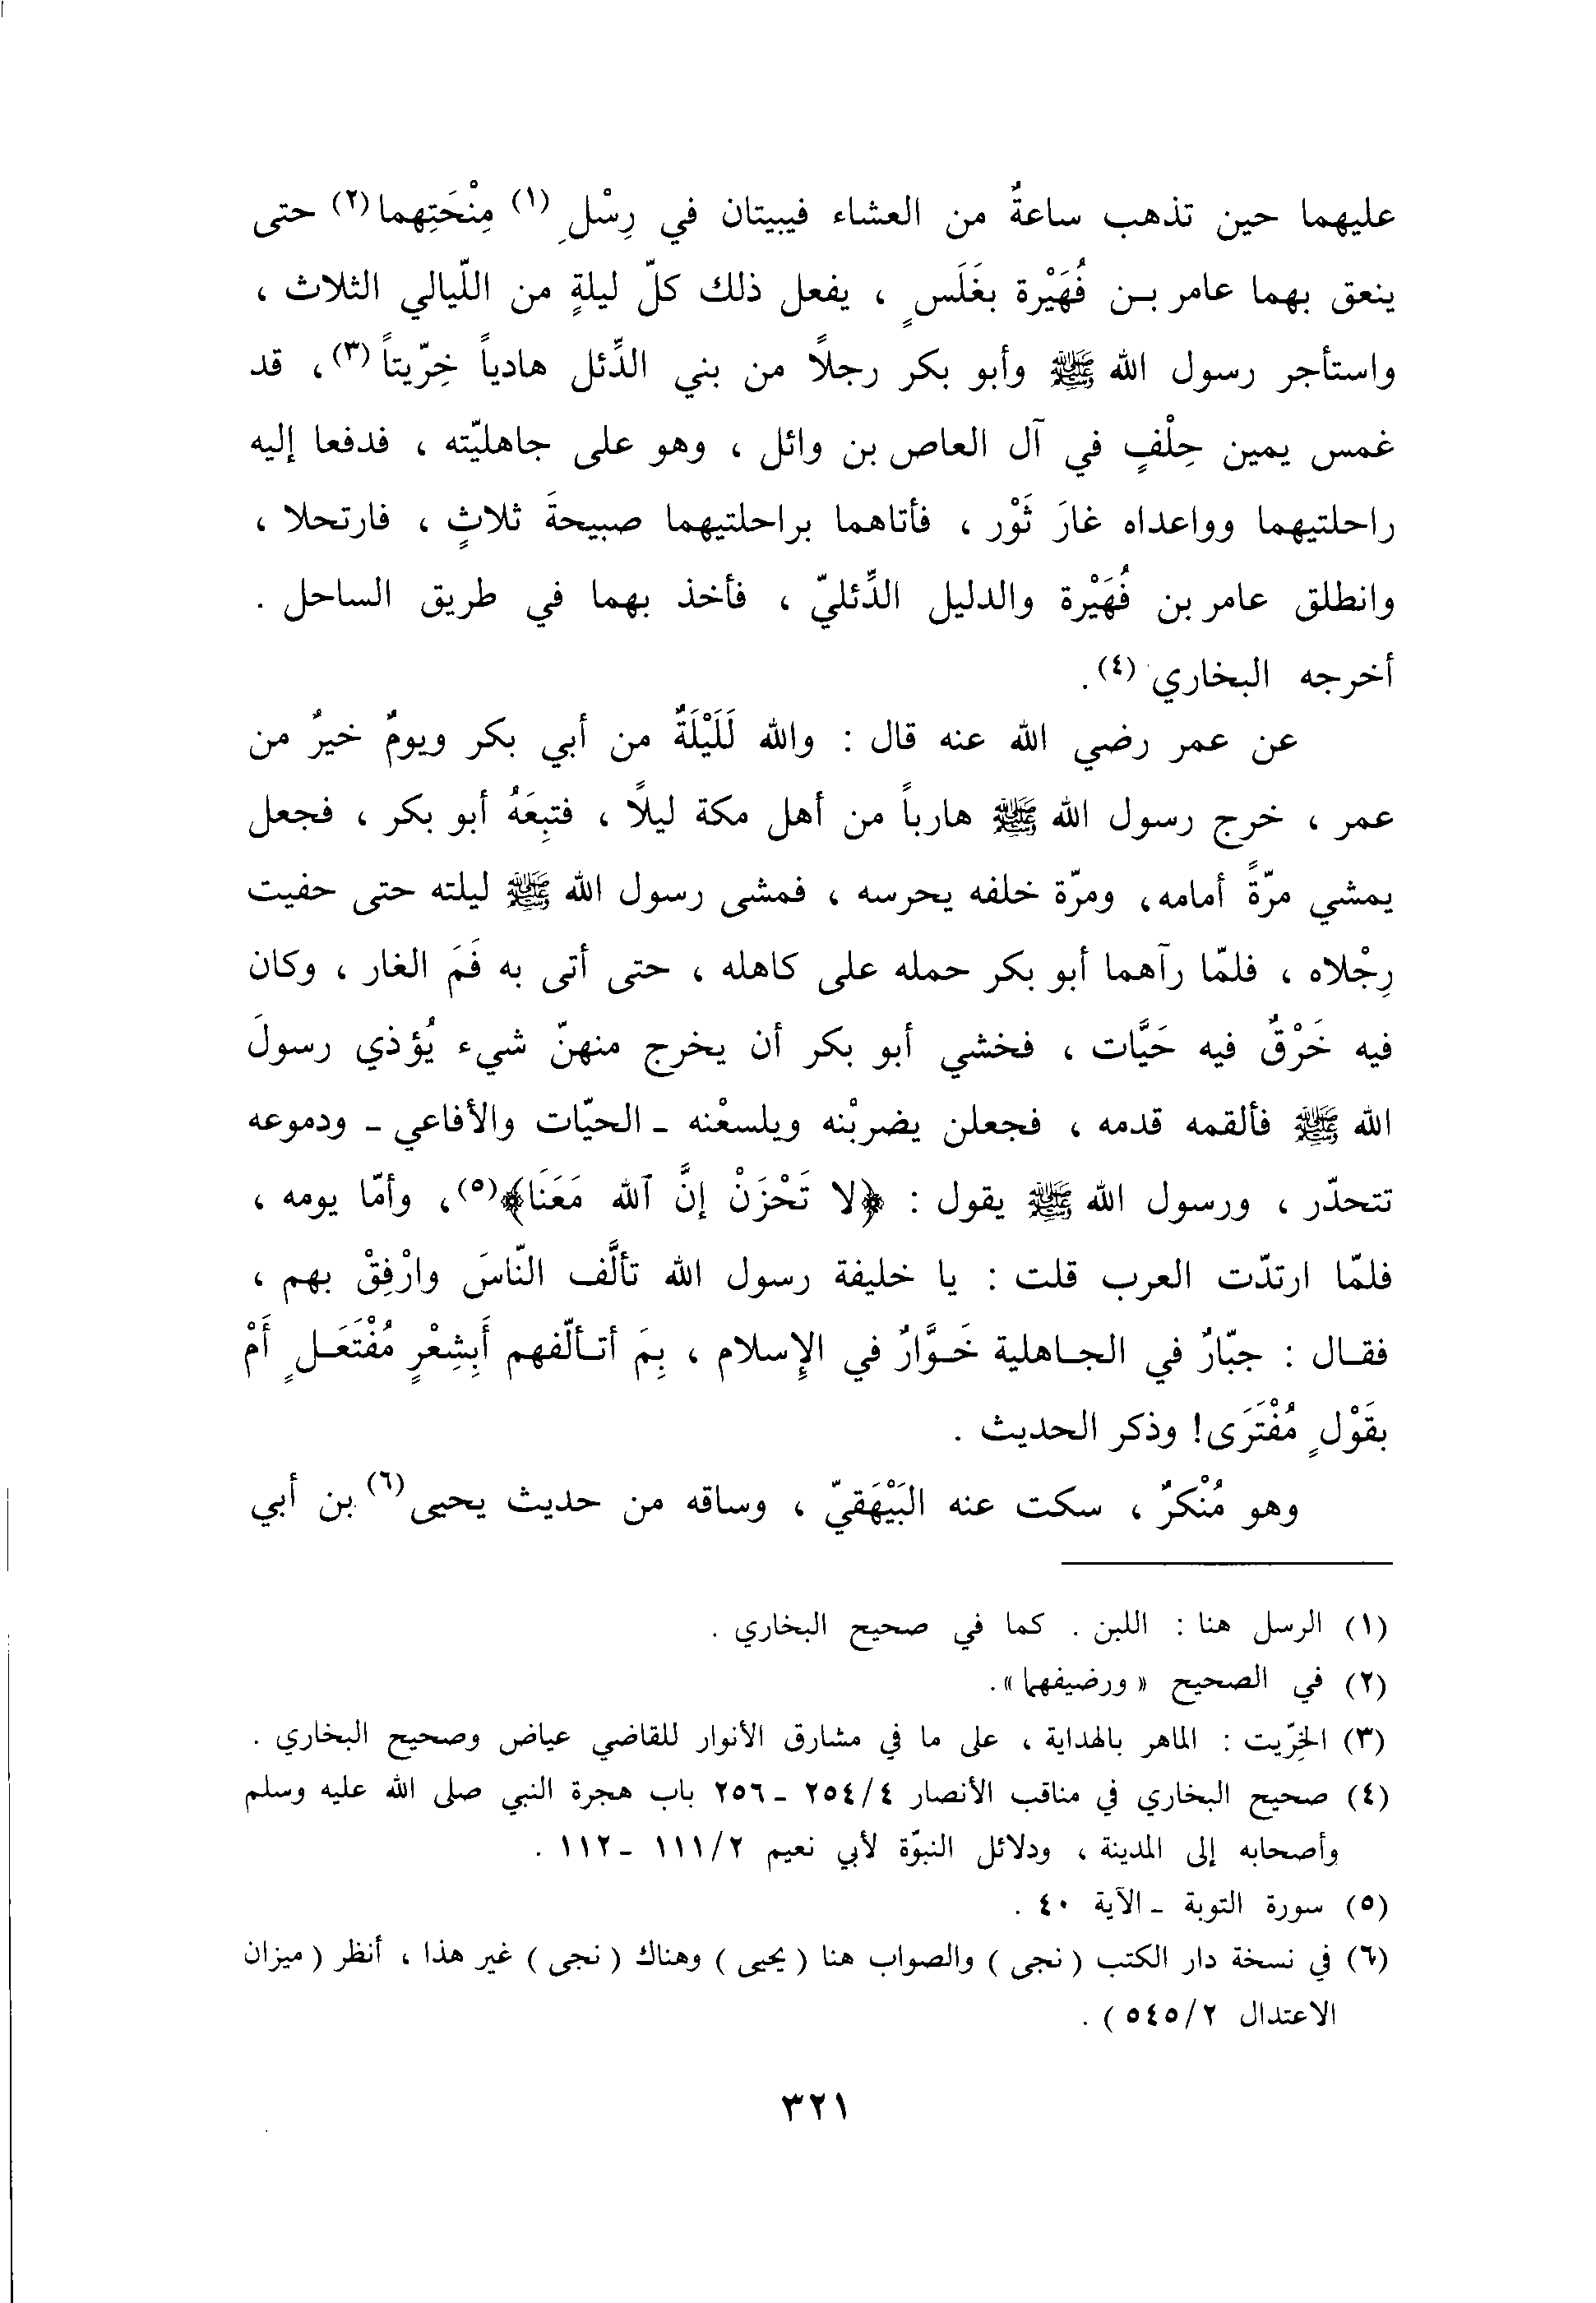 عليهما حين تذهب ساعةٌ من العشاء فيبيتان في رِسْلِ (١) مِنْحَتِهما (٢) حتى
ينعق بهما عامر بـن فُهَيْرة بغَلَسٍ ، يفعل ذلك كلّ ليلةٍ من اللّيالي الثلاث ،
واستأجر رسول الله ﷺ وأبو بكر رجلًا من بني الدِّئل هادياً خِرّيتاً (٣)، قد
غمس يمين حِلْفٍ في آل العاص بن وائل ، وهو على جاهليّته ، فدفعا إليه
راحلتيهما وواعداه غارَ ثَوْر ، فأتاهما براحلتيهما صبيحةَ ثلاثٍ ، فارتحلا ،
وانطلق عامر بن فُهَيْرة والدليل الدِّئليّ ، فأخذ بهما في طريق الساحل .
أخرجه البخاري (٤).
عن عمر رضي الله عنه قال : والله لَلَيْلَةٌ من أبي بكر ويومٌ خيرٌ من
عمر ، خرج رسول الله ﷺ هارباً من أهل مكة ليلًا ، فتبِعَهُ أبو بكر ، فجعل
يمشي مرّةً أمامه، ومرّة خلفه يحرسه ، فمشى رسول الله ﷺ ليلته حتى حفيت
رِجْلاه ، فلمّا رآهما أبو بكر حمله على كاهله ، حتى أتى به فَمَ الغار ، وكان
فيه خَرْقٌ فيه حَيَّات ، فخشي أبو بكر أن يخرج منهنّ شيء يُؤذي رسولَ
الله ﷺ فألقمه قدمه ، فجعلن يضربْنه ويلسعْنه ـ الحيّات والأفاعي ـ ودموعه
تتحدّر ، ورسول الله ﷺ يقول : ﴿لا تَحْزَنْ إنَّ ٱلله مَعَنَا﴾(٥)، وأمّا يومه ،
فلمّا ارتدّت العرب قلت : يا خليفة رسول الله تألَّف النّاسَ وارْفِقْ بهم ،
فقـال : جبّارٌ في الجـاهلية خَـوَّارٌ في الإسلام ، بِمَ أتـألّفهم أَبِشِعْرٍ مُفْتَعَـلٍ أَمْ
بقَوْلٍ مُفْتَرَى! وذكر الحديث .
وهو مُنْكرٌ ، سكت عنه البَيْهَقيّ ، وساقه من حديث يحيى (٦) بن أبي
(١) الرسل هنا : اللبن . كما في صحيح البخاري .
(٢) في الصحيح « ورضيفهما».
(٣) الخِرّيت : الماهر بالهداية ، على ما في مشارق الأنوار للقاضي عياض وصحيح البخاري .
(٤) صحيح البخاري في مناقب الأنصار ٤/٢٥٤ ـ ٢٥٦ باب هجرة النبي صلى الله عليه وسلم
وأصحابه إلى المدينة ، ودلائل النبوّة لأبي نعيم ٢/١١١ ـ ١١٢ .
(٥) سورة التوبة ـ الآية ٤٠ .
(٦) في نسخة دار الكتب ( نجى ) والصواب هنا ( يحيى ) وهناك ( نجى ) غير هذا ، أنظر ( ميزان
الاعتدال ٢/٥٤٥ ) .
٣٢١